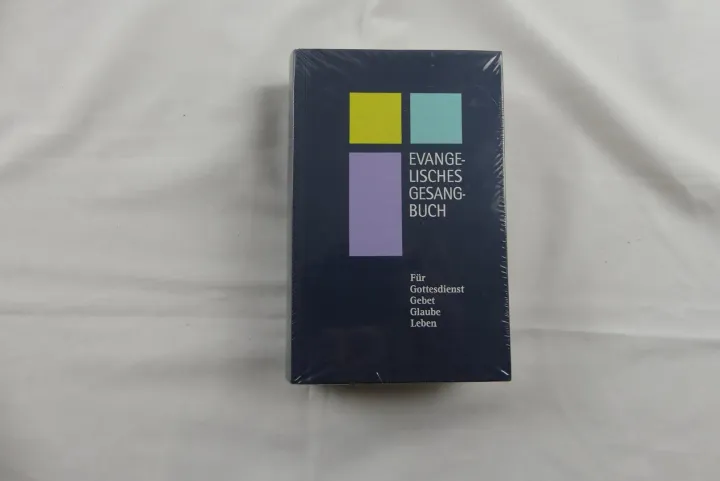 EVANGE-
LISCHES
GESANG-
BUCH
Für
Gottesdienst
Gebet
Glaube
Leben